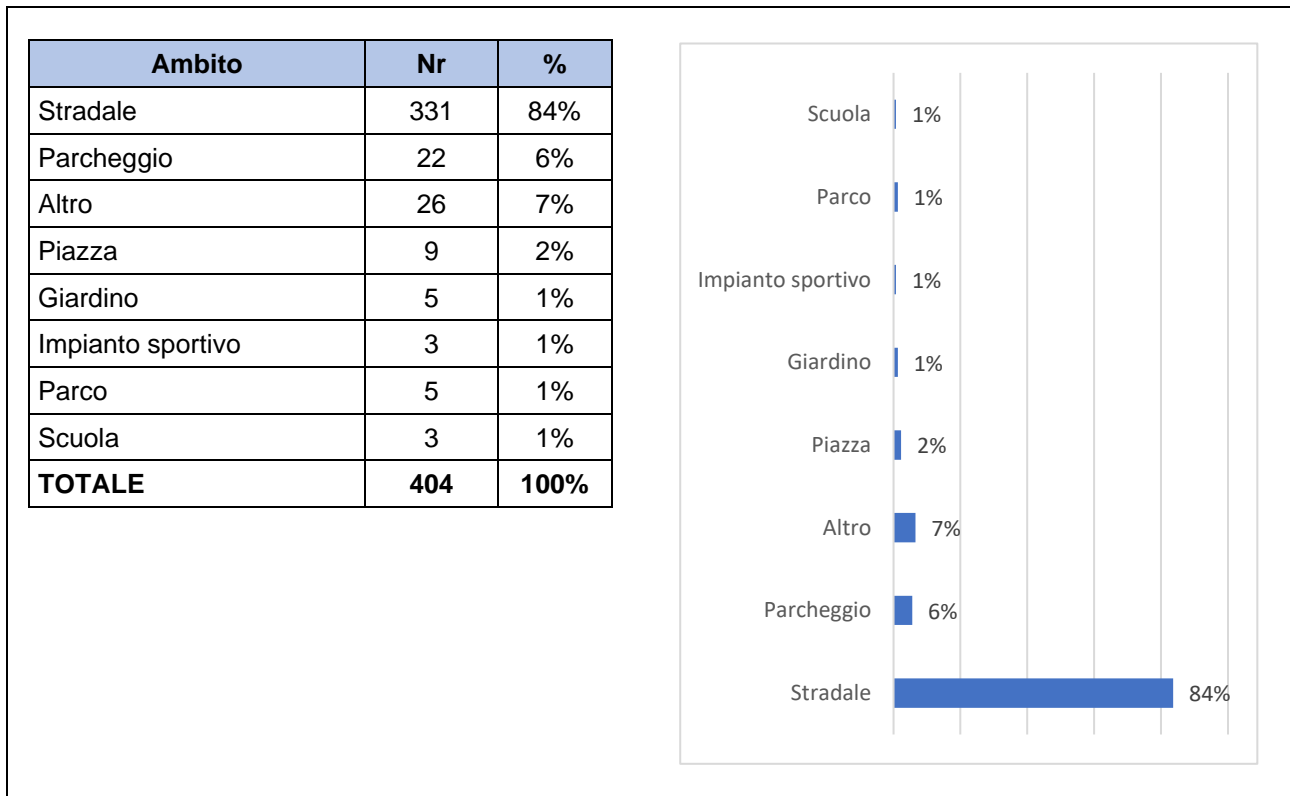 Ambito Nr %
Stradale 331 84%
Parcheggio 22 6%
Altro 26 7%
Piazza 9 2%
Giardino 5 1%
Impianto sportivo 3 1%
Parco 5 1%
Scuola 3 1%
TOTALE 404 100%
Scuola 1%
Parco 1%
Impianto sportivo 1%
Giardino 1%
Piazza 2%
Altro 7%
Parcheggio 6%
Stradale 84%